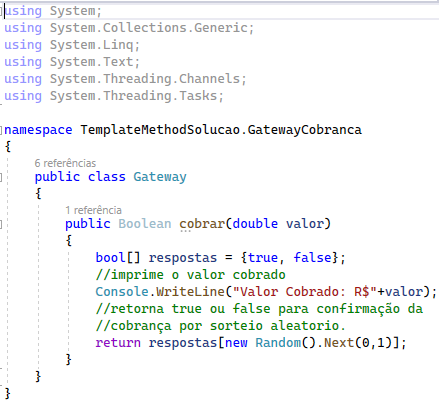 using System;
using System.Collections.Generic;
using System.Linq;
using System.Text;
using System.Threading.Channels;
using System.Threading.Tasks;
namespace TemplateMethodSolucao.GatewayCobranca
{
6 referências
public class Gateway
{
1 referência
public Boolean cobrar(double valor)
{
bool[] respostas = {true, false};
//imprime o valor cobrado
Console.WriteLine("Valor Cobrado: R$"+valor);
//retorna true ou false para confirmação da
//cobrança por sorteio aleatorio.
return respostas[new Random().Next(0,1)];
}
}
}